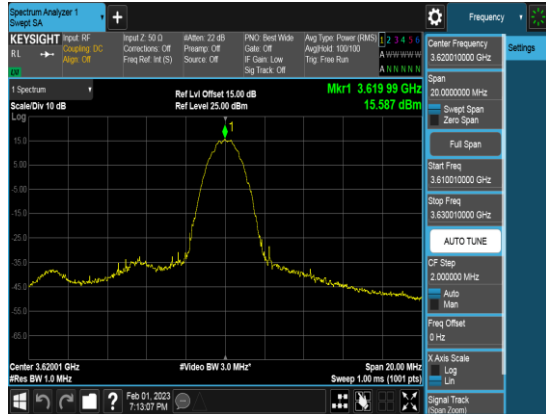 Spectrum Analyzer 1
Swept SA
+
Frequency
KEYSIGHT
RL
Input: RF
Coupling: DC
Align: Off
Input Z: 50 Ω
Corrections: Off
Freq Ref: Int (S)
#Atten: 22 dB
Preamp: Off
Source: Off
PNO: Best Wide
Gate: Off
IF Gain: Low
Sig Track: Off
Avg Type: Power (RMS)
Avg|Hold: 100/100
Trig: Free Run
1 2 3 4 5 6
A W W W W W
A N N N N N
1 Spectrum
Scale/Div 10 dB
Ref Lvl Offset 15.00 dB
Ref Level 25.00 dBm
Mkr1 3.619 99 GHz
15.587 dBm
Log
1
15.0
5.00
-5.00
-15.0
-25.0
-35.0
-45.0
-55.0
-65.0
Center 3.62001 GHz
#Res BW 1.0 MHz
#Video BW 3.0 MHz*
Span 20.00 MHz
Sweep 1.00 ms (1001 pts)
Feb 01, 2023
7:13:07 PM
?
Center Frequency
3.620010000 GHz
Settings
Span
20.0000000 MHz
Swept Span
Zero Span
Full Span
Start Freq
3.610010000 GHz
Stop Freq
3.630010000 GHz
AUTO TUNE
CF Step
2.000000 MHz
Auto
Man
Freq Offset
0 Hz
X Axis Scale
Log
Lin
Signal Track
(Span Zoom)